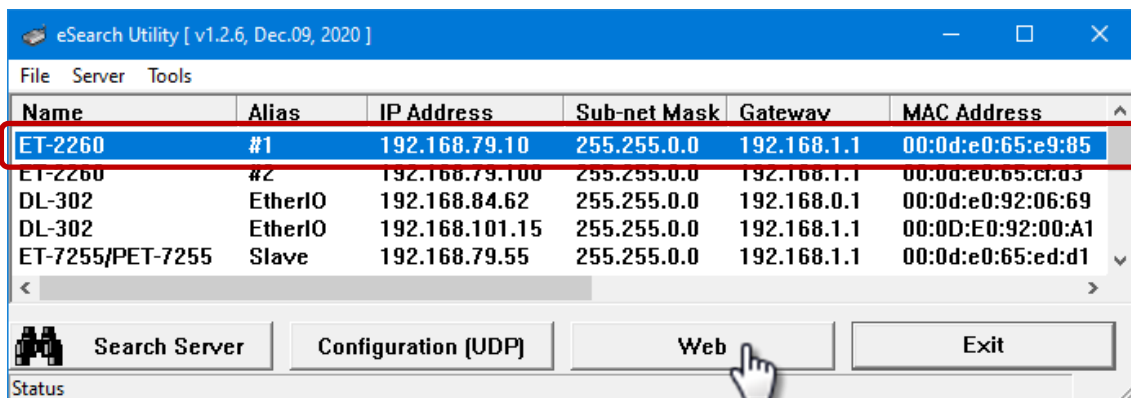 eSearch Utility [ v1.2.6, Dec.09, 2020 ]
File Server Tools
Name Alias IP Address Sub-net Mask Gateway MAC Address
ET-2260 #1 192.168.79.10 255.255.0.0 192.168.1.1 00:0d:e0:65:e9:85
ET-2260 #2 192.168.79.100 255.255.0.0 192.168.1.1 00:0d:e0:65:cf:d3
DL-302 EtherIO 192.168.84.62 255.255.0.0 192.168.0.1 00:0d:e0:92:06:69
DL-302 EtherIO 192.168.101.15 255.255.0.0 192.168.1.1 00:0D:E0:92:00:A1
ET-7255/PET-7255 Slave 192.168.79.55 255.255.0.0 192.168.1.1 00:0d:e0:65:ed:d1
Search Server Configuration (UDP) Web Exit
Status